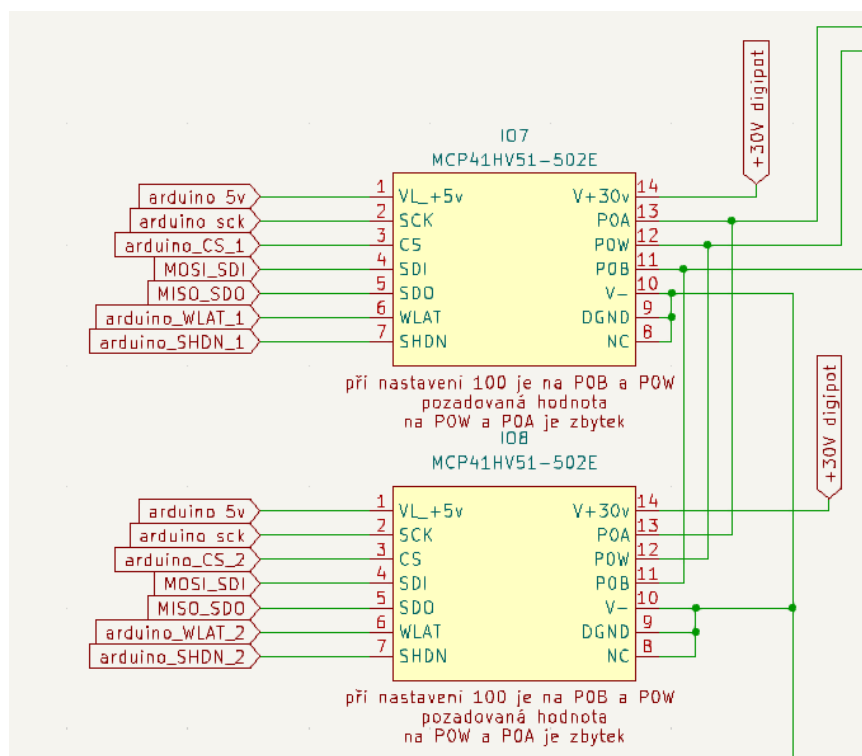 IO7
MCP41HV51-502E
+30V digipot
arduino 5v 1 VL_+5v V+30v 14
arduino sck 2 SCK P0A 13
arduino_CS_1 3 CS P0W 12
MOSI_SDI 4 SDI P0B 11
MISO_SDO 5 SDO V- 10
arduino_WLAT_1 6 WLAT DGND 9
arduino_SHDN_1 7 SHDN NC 8
při nastavení 100 je na P0B a P0W
pozadovaná hodnota
na P0W a P0A je zbytek
IO8
MCP41HV51-502E
+30V digipot
arduino 5v 1 VL_+5v V+30v 14
arduino sck 2 SCK P0A 13
arduino_CS_2 3 CS P0W 12
MOSI_SDI 4 SDI P0B 11
MISO_SDO 5 SDO V- 10
arduino_WLAT_2 6 WLAT DGND 9
arduino_SHDN_2 7 SHDN NC 8
při nastavení 100 je na P0B a P0W
pozadovaná hodnota
na P0W a P0A je zbytek